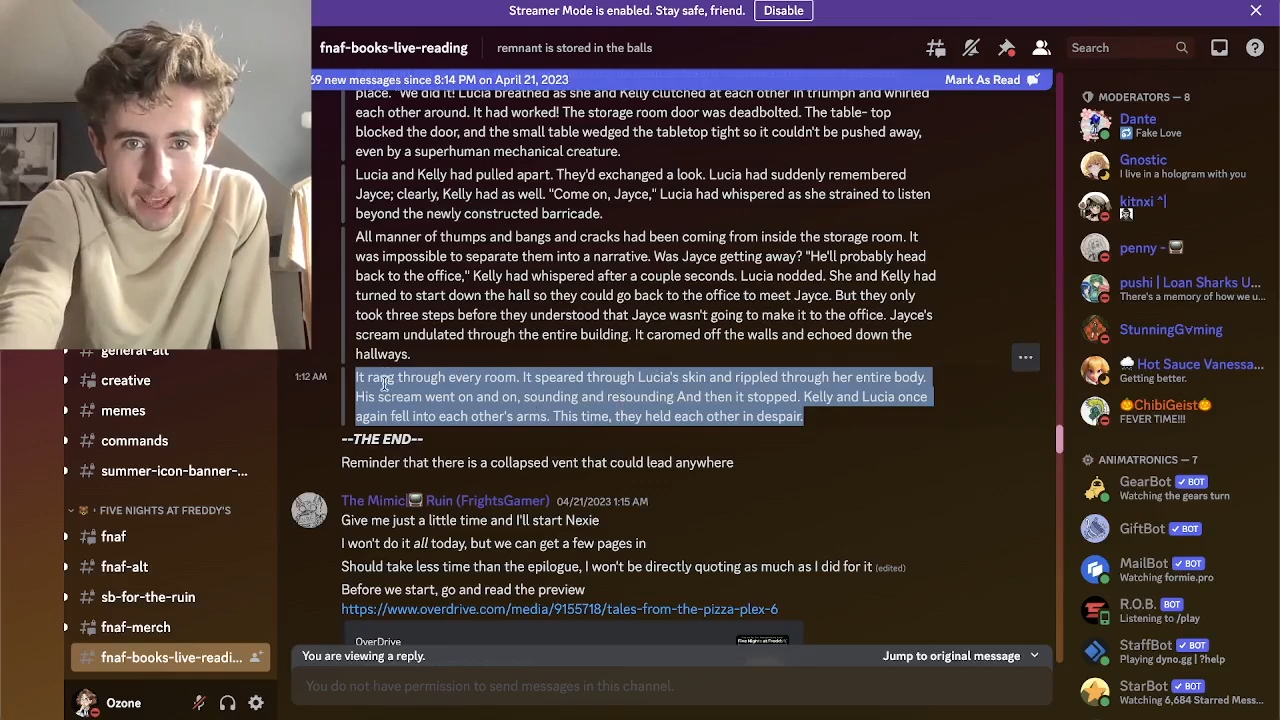 Streamer Mode is enabled. Stay safe, friend.
Disable
fnaf-books-live-reading
remnant is stored in the balls
Search
69 new messages since 8:14 PM on April 21, 2023
Mark As Read
place. "We did it! Lucia breathed as she and Kelly clutched at each other in triumph and whirled
each other around. It had worked! The storage room door was deadbolted. The table- top
blocked the door, and the small table wedged the tabletop tight so it couldn't be pushed away,
even by a superhuman mechanical creature.
Lucia and Kelly had pulled apart. They'd exchanged a look. Lucia had suddenly remembered
Jayce; clearly, Kelly had as well. "Come on, Jayce," Lucia had whispered as she strained to listen
beyond the newly constructed barricade.
All manner of thumps and bangs and cracks had been coming from inside the storage room. It
was impossible to separate them into a narrative. Was Jayce getting away? "He'll probably head
back to the office," Kelly had whispered after a couple seconds. Lucia nodded. She and Kelly had
turned to start down the hall so they could go back to the office to meet Jayce. But they only
took three steps before they understood that Jayce wasn't going to make it to the office. Jayce's
scream undulated through the entire building. It caromed off the walls and echoed down the
hallways.
1:12 AM
It rang through every room. It speared through Lucia's skin and rippled through her entire body.
His scream went on and on, sounding and resounding And then it stopped. Kelly and Lucia once
again fell into each other's arms. This time, they held each other in despair.
--THE END--
Reminder that there is a collapsed vent that could lead anywhere
The Mimic| Ruin (FrightsGamer) 04/21/2023 1:15 AM
Give me just a little time and I'll start Nexie
I won't do it all today, but we can get a few pages in
Should take less time than the epilogue, I won't be directly quoting as much as I did for it (edited)
Before we start, go and read the preview
https://www.overdrive.com/media/9155718/tales-from-the-pizza-plex-6
OverDrive
You are viewing a reply.
Jump to original message
You do not have permission to send messages in this channel.
general-alt
creative
memes
commands
summer-icon-banner-...
FIVE NIGHTS AT FREDDY'S
fnaf
fnaf-alt
sb-for-the-ruin
fnaf-merch
fnaf-books-live-readi...
Ozone
MODERATORS — 8
Dante
Fake Love
Gnostic
I live in a hologram with you
kitnxi ^|
penny -
pushi | Loan Sharks U...
There's a memory of how we u...
StunningG∀ming
Hot Sauce Vanessa...
Getting better.
ChibiGeist
FEVER TIME!!!
ANIMATRONICS — 7
GearBot ✓ BOT
Watching the gears turn
GiftBot ✓ BOT
MailBot ✓ BOT
Watching formie.pro
R.O.B. ✓ BOT
Listening to /play
StaffBot ✓ BOT
Playing dyno.gg | ?help
StarBot ✓ BOT
Watching 6,684 Starred Mess...